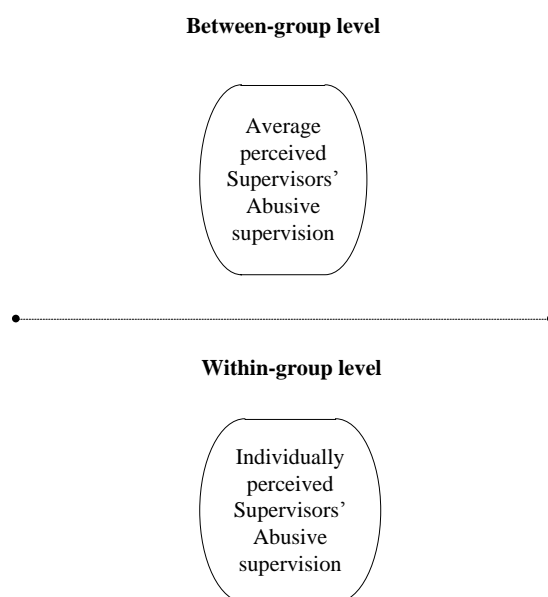 Between-group level
Average
perceived
Supervisors’
Abusive
supervision
Within-group level
Individually
perceived
Supervisors’
Abusive
supervision